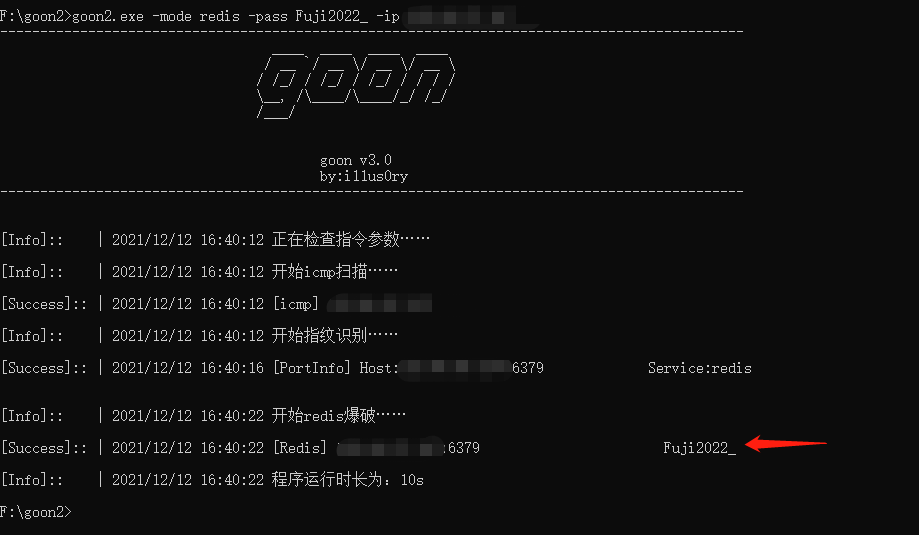 F:\goon2>goon2.exe -mode redis -pass Fuji2022_ -ip
goon
goon v3.0
by:illus0ry
[Info]:: | 2021/12/12 16:40:12 正在检查指令参数……
[Info]:: | 2021/12/12 16:40:12 开始icmp扫描……
[Success]:: | 2021/12/12 16:40:12 [icmp]
[Info]:: | 2021/12/12 16:40:12 开始指纹识别……
[Success]:: | 2021/12/12 16:40:16 [PortInfo] Host: 6379 Service:redis
[Info]:: | 2021/12/12 16:40:22 开始redis爆破……
[Success]:: | 2021/12/12 16:40:22 [Redis] :6379 Fuji2022_
[Info]:: | 2021/12/12 16:40:22 程序运行时长为: 10s
F:\goon2>